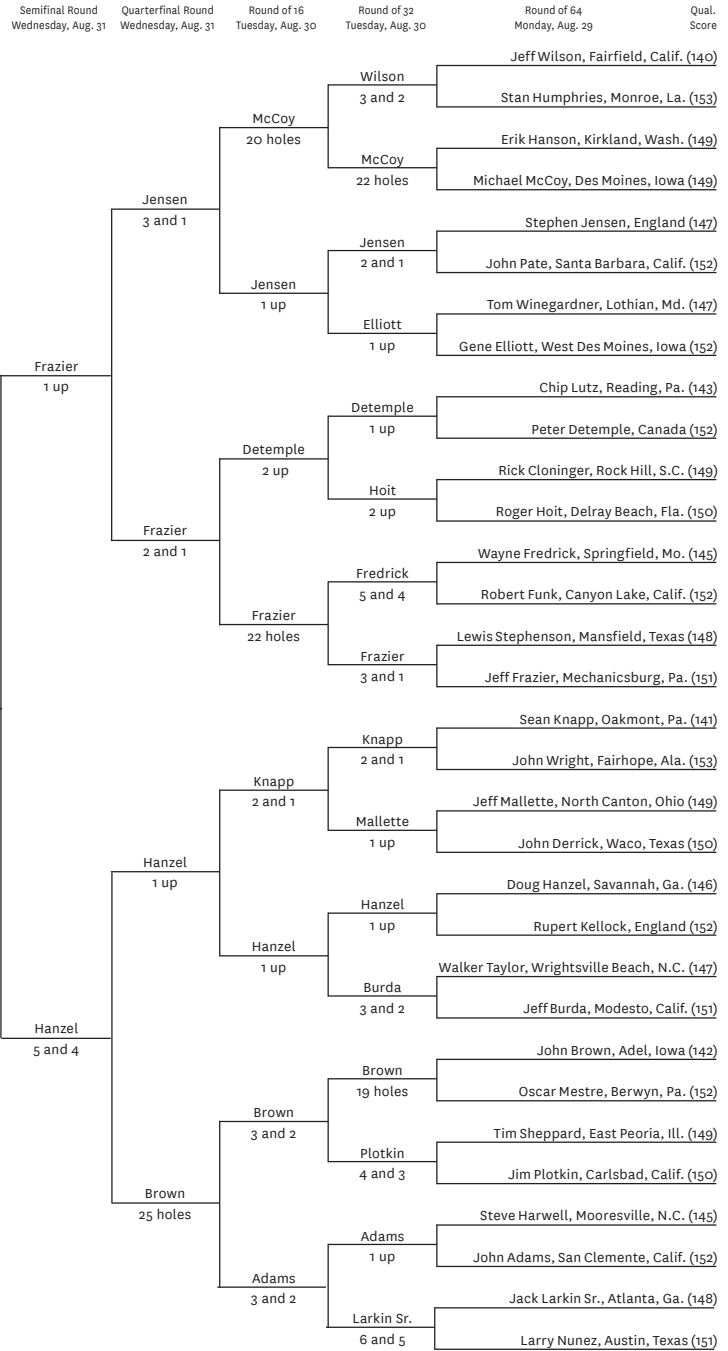 Semifinal Round
Wednesday, Aug. 31
Quarterfinal Round
Wednesday, Aug. 31
Round of 16
Tuesday, Aug. 30
Round of 32
Tuesday, Aug. 30
Round of 64
Monday, Aug. 29
Qual.
Score
Jeff Wilson, Fairfield, Calif. (140)
Wilson
3 and 2
Stan Humphries, Monroe, La. (153)
McCoy
20 holes
Erik Hanson, Kirkland, Wash. (149)
McCoy
22 holes
Michael McCoy, Des Moines, Iowa (149)
Jensen
3 and 1
Stephen Jensen, England (147)
Jensen
2 and 1
John Pate, Santa Barbara, Calif. (152)
Jensen
1 up
Tom Winegardner, Lothian, Md. (147)
Elliott
1 up
Gene Elliott, West Des Moines, Iowa (152)
Frazier
1 up
Chip Lutz, Reading, Pa. (143)
Detemple
1 up
Peter Detemple, Canada (152)
Detemple
2 up
Rick Cloninger, Rock Hill, S.C. (149)
Hoit
2 up
Roger Hoit, Delray Beach, Fla. (150)
Frazier
2 and 1
Wayne Fredrick, Springfield, Mo. (145)
Fredrick
5 and 4
Robert Funk, Canyon Lake, Calif. (152)
Frazier
22 holes
Lewis Stephenson, Mansfield, Texas (148)
Frazier
3 and 1
Jeff Frazier, Mechanicsburg, Pa. (151)
Sean Knapp, Oakmont, Pa. (141)
Knapp
2 and 1
John Wright, Fairhope, Ala. (153)
Knapp
2 and 1
Jeff Mallette, North Canton, Ohio (149)
Mallette
1 up
John Derrick, Waco, Texas (150)
Hanzel
1 up
Doug Hanzel, Savannah, Ga. (146)
Hanzel
1 up
Rupert Kellock, England (152)
Hanzel
1 up
Walker Taylor, Wrightsville Beach, N.C. (147)
Burda
3 and 2
Jeff Burda, Modesto, Calif. (151)
Hanzel
5 and 4
John Brown, Adel, Iowa (142)
Brown
19 holes
Oscar Mestre, Berwyn, Pa. (152)
Brown
3 and 2
Tim Sheppard, East Peoria, Ill. (149)
Plotkin
4 and 3
Jim Plotkin, Carlsbad, Calif. (150)
Brown
25 holes
Steve Harwell, Mooresville, N.C. (145)
Adams
1 up
John Adams, San Clemente, Calif. (152)
Adams
3 and 2
Jack Larkin Sr., Atlanta, Ga. (148)
Larkin Sr.
6 and 5
Larry Nunez, Austin, Texas (151)